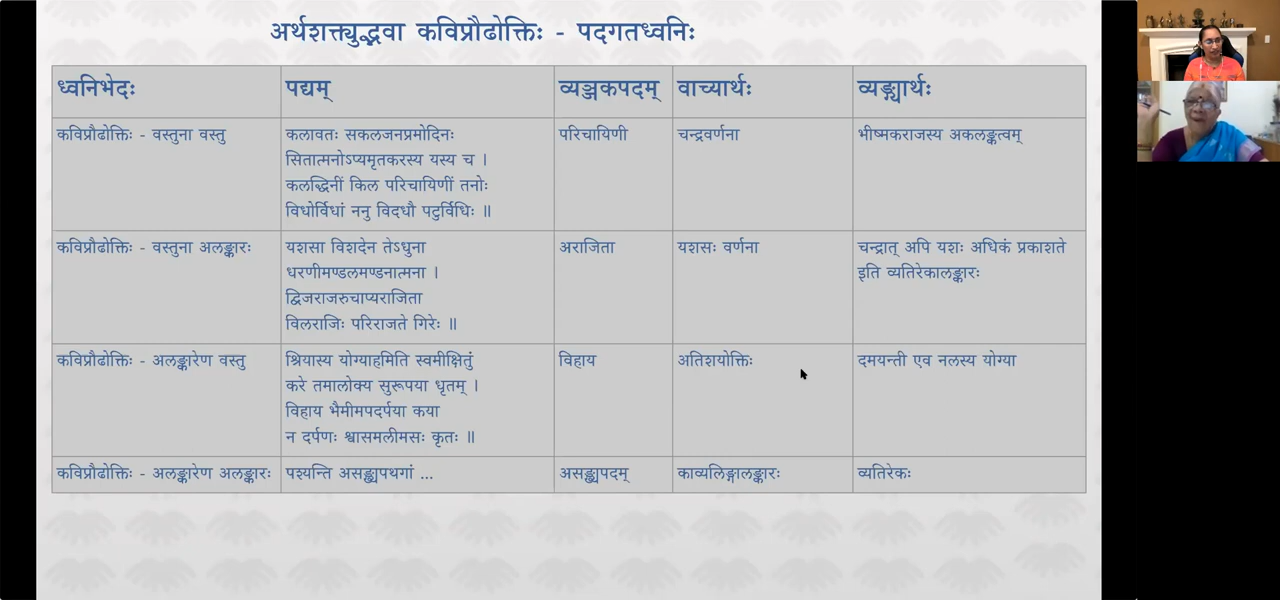 अर्थशक्त्युद्भवा कविप्रौढोक्तिः - पदगतध्वनिः
ध्वनिभेदः पद्यम् व्यञ्जकपदम् वाच्यार्थः व्यङ्ग्यार्थः
कविप्रौढोक्तिः - वस्तुना वस्तु कलावतः सकलजनप्रमोदिनः परिचायिणी चन्द्रवर्णना भीष्मकराजस्य अकलङ्कत्वम्
सितात्मनोऽप्यमृतकरस्य यस्य च ।
कलद्धिनीं किल परिचायिणीं तनोः
विधोर्विधां ननु विदधौ पटुर्विधिः ॥
कविप्रौढोक्तिः - वस्तुना अलङ्कारः यशसा विशदेन तेऽधुना अराजिता यशसः वर्णना चन्द्रात् अपि यशः अधिकं प्रकाशते
धरणीमण्डलमण्डनात्मना । इति व्यतिरेकालङ्कारः
द्विजराजरुचाप्यराजिता
विलराजिः परिराजते गिरेः ॥
कविप्रौढोक्तिः - अलङ्कारेण वस्तु श्रियास्य योग्याहमिति स्वमीक्षितुं विहाय अतिशयोक्तिः दमयन्ती एव नलस्य योग्या
करे तमालोक्य सुरूपया धृतम् ।
विहाय भैमीमपदर्पया कया
न दर्पणः श्वासमलीमसः कृतः ॥
कविप्रौढोक्तिः - अलङ्कारेण अलङ्कारः पश्यन्ति असङ्ख्यपथगां ... असङ्ख्यपदम् काव्यलिङ्गालङ्कारः व्यतिरेकः